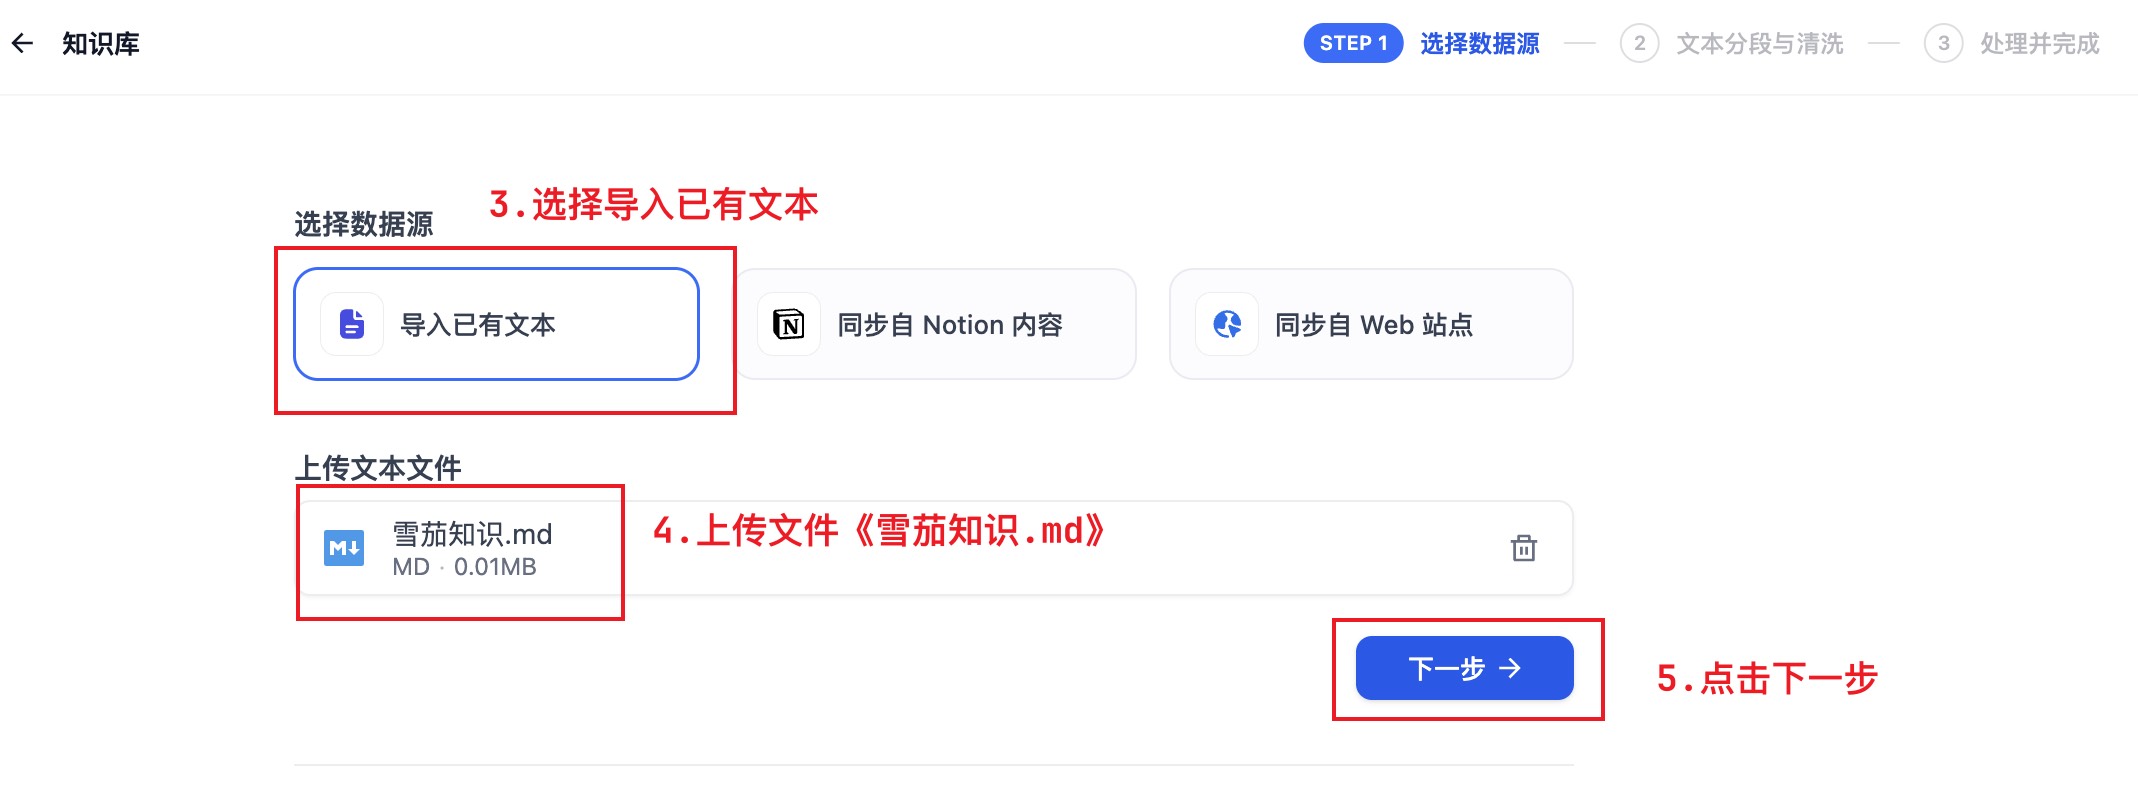 知识库
STEP 1 选择数据源
2 文本分段与清洗
3 处理并完成
3.选择导入已有文本
选择数据源
导入已有文本
同步自 Notion 内容
同步自 Web 站点
上传文本文件
雪茄知识.md
MD · 0.01MB
4.上传文件《雪茄知识.md》
下一步 →
5.点击下一步